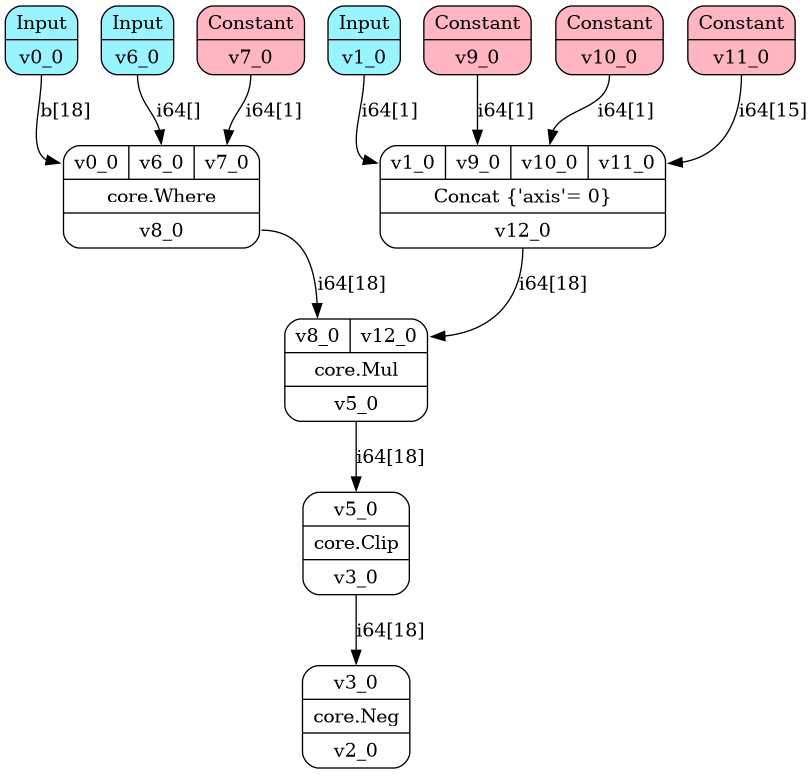 Input
v0_0
Input
v6_0
Constant
v7_0
Input
v1_0
Constant
v9_0
Constant
v10_0
Constant
v11_0
b[18]
i64[]
i64[1]
i64[1]
i64[1]
i64[1]
i64[15]
v0_0 v6_0 v7_0
core.Where
v8_0
v1_0 v9_0 v10_0 v11_0
Concat {'axis'= 0}
v12_0
i64[18]
i64[18]
v8_0 v12_0
core.Mul
v5_0
i64[18]
v5_0
core.Clip
v3_0
i64[18]
v3_0
core.Neg
v2_0